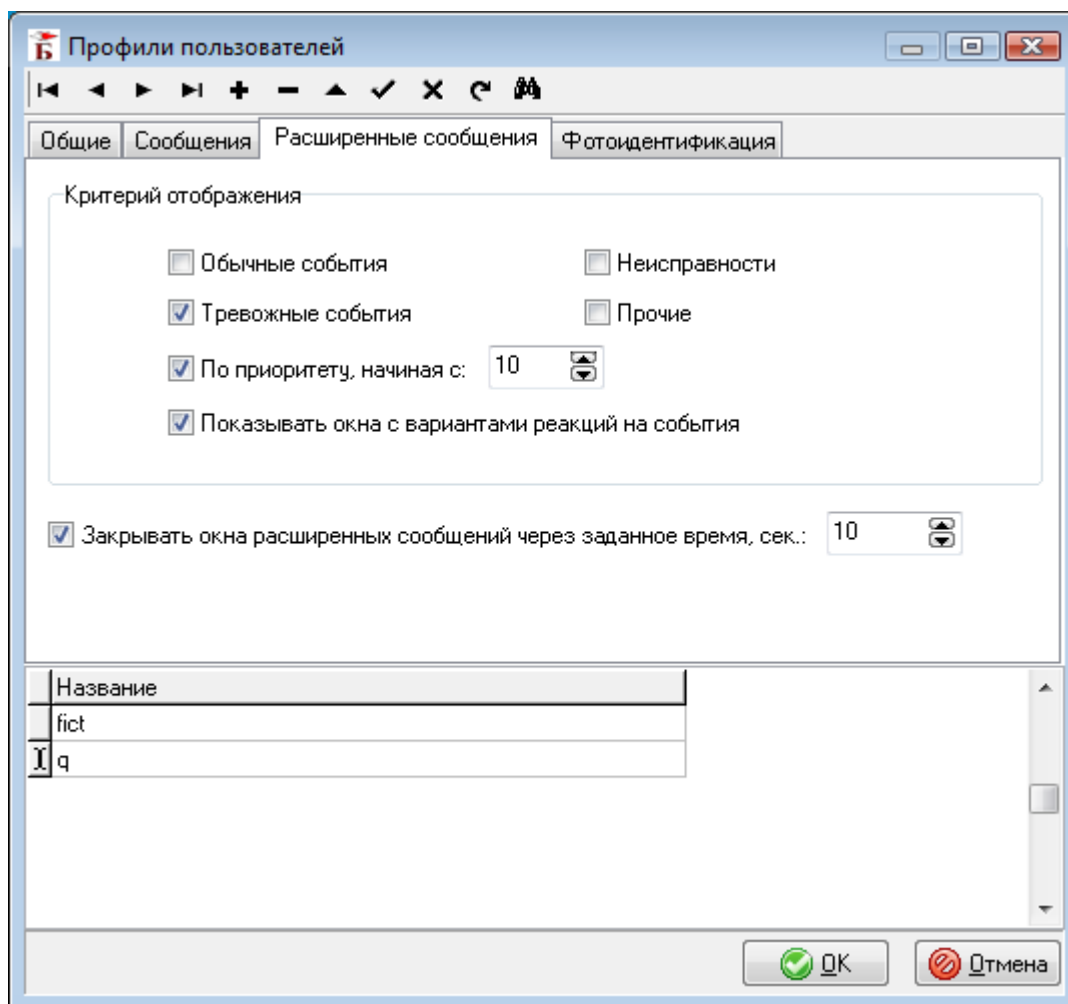 Профили пользователей
Общие Сообщения Расширенные сообщения Фотоидентификация
Критерий отображения
Обычные события Неисправности
Тревожные события Прочие
По приоритету, начиная с: 10
Показывать окна с вариантами реакций на события
Закрывать окна расширенных сообщений через заданное время, сек.: 10
Название
fict
q
OK Отмена